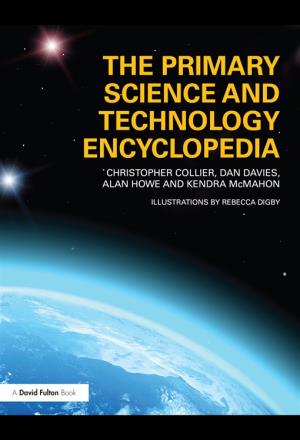 THE PRIMARY
SCIENCE AND
TECHNOLOGY
ENCYCLOPEDIA
CHRISTOPHER COLLIER, DAN DAVIES,
ALAN HOWE AND KENDRA McMAHON
ILLUSTRATIONS BY REBECCA DIGBY
A David Fulton Book